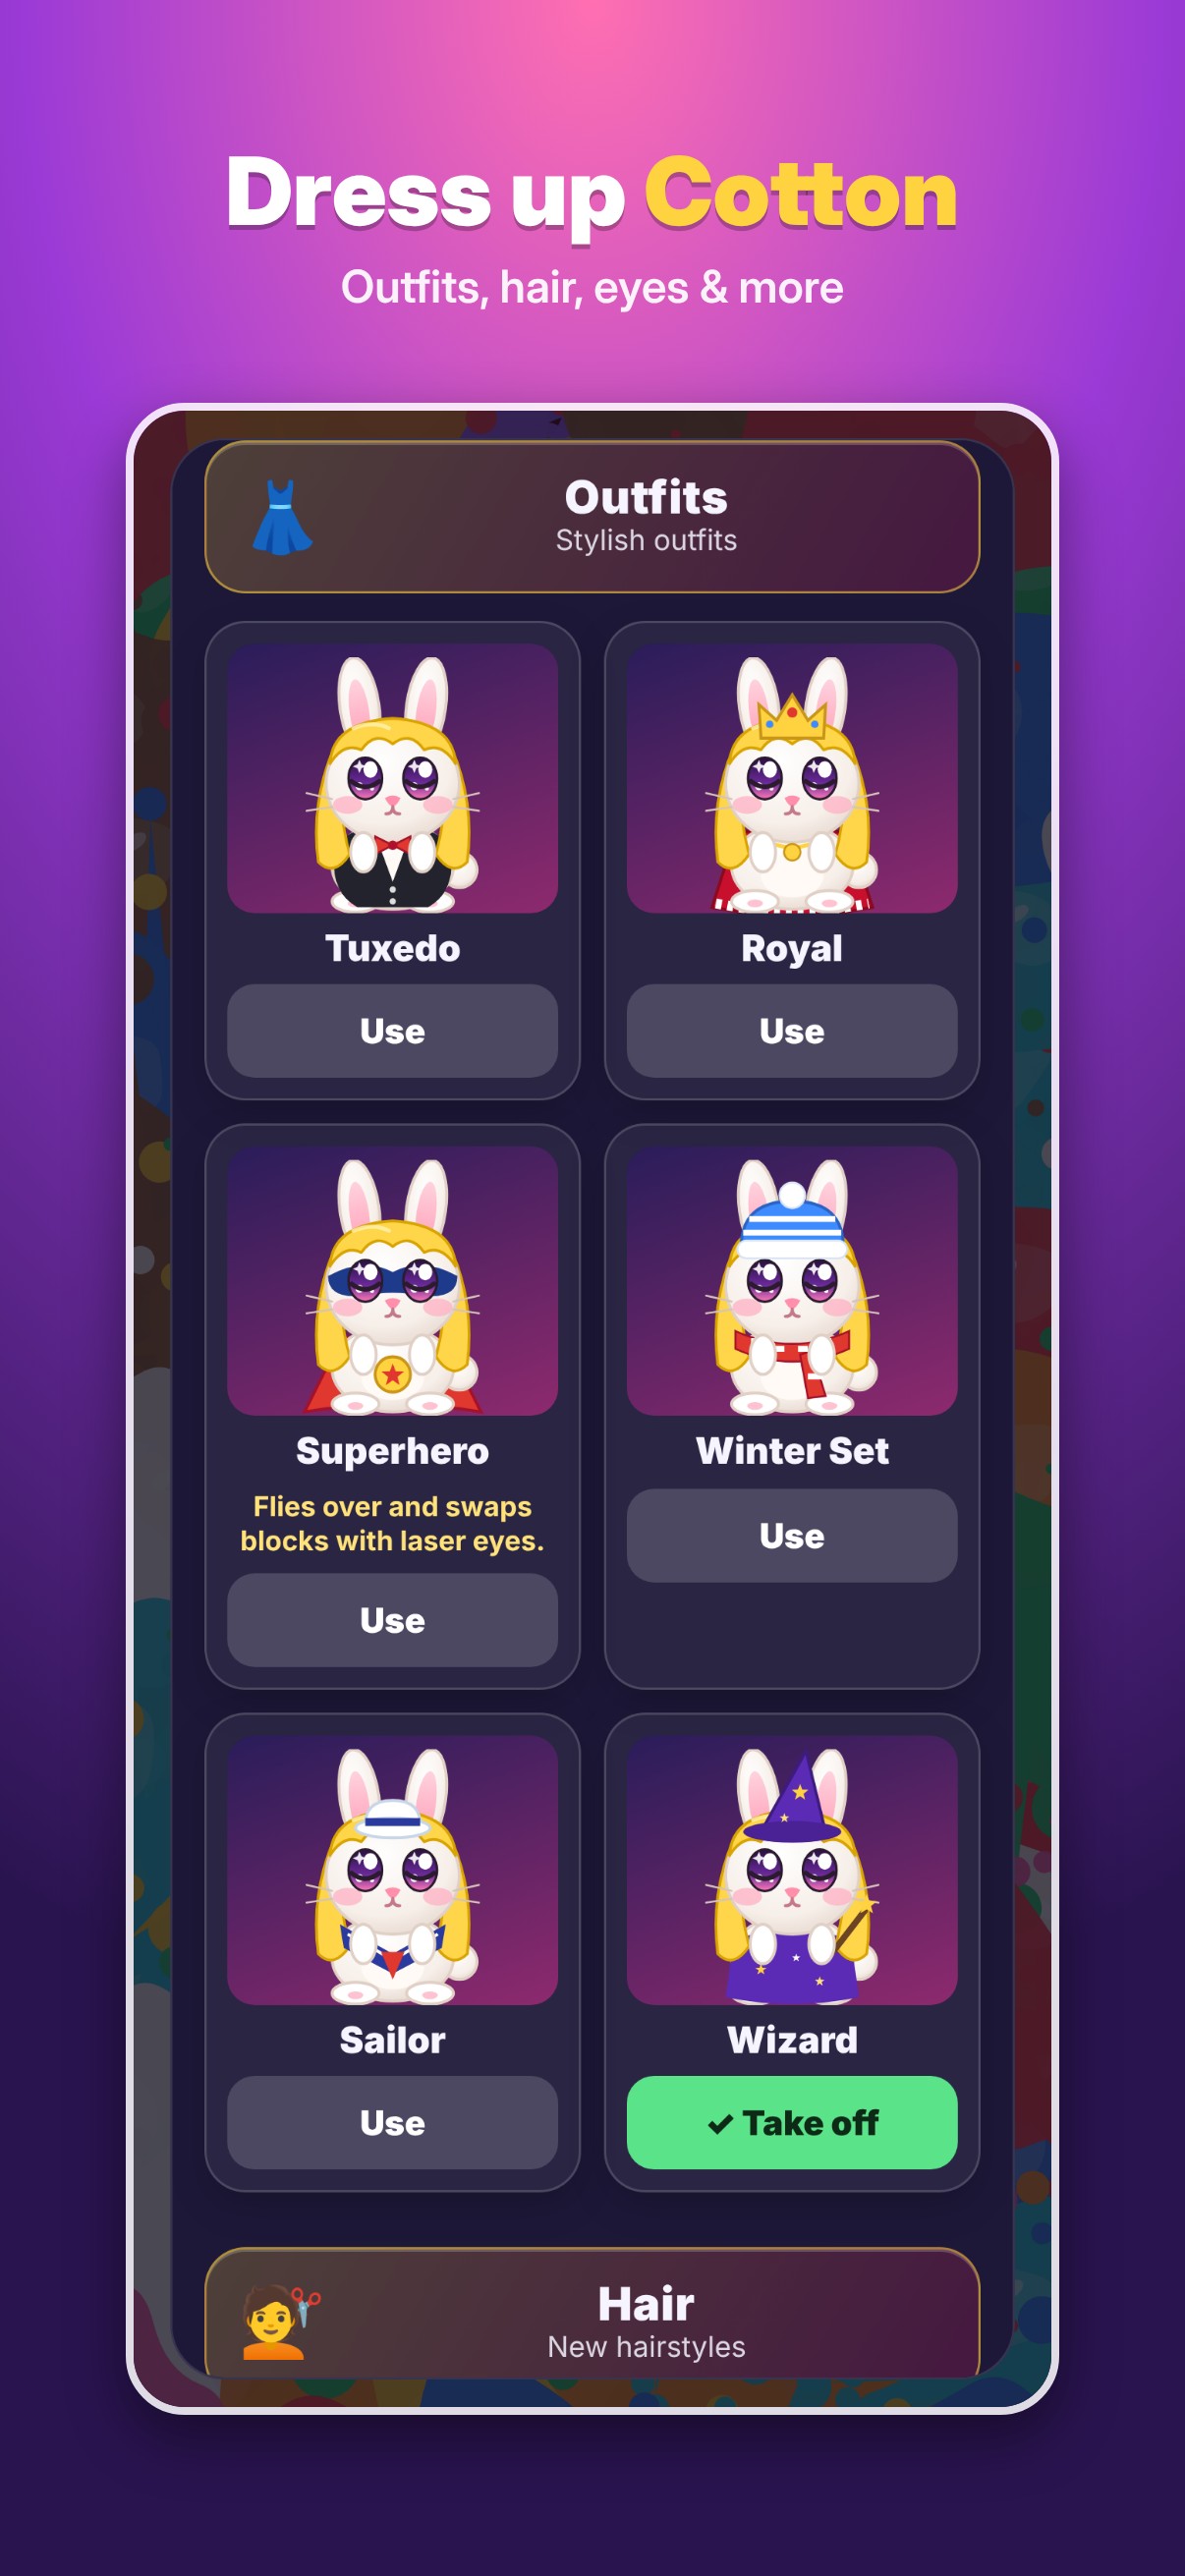 Dress up Cotton
Outfits, hair, eyes & more
Outfits
Stylish outfits
Tuxedo
Use
Royal
Use
Superhero
Flies over and swaps
blocks with laser eyes.
Use
Winter Set
Use
Sailor
Use
Wizard
✓ Take off
Hair
New hairstyles